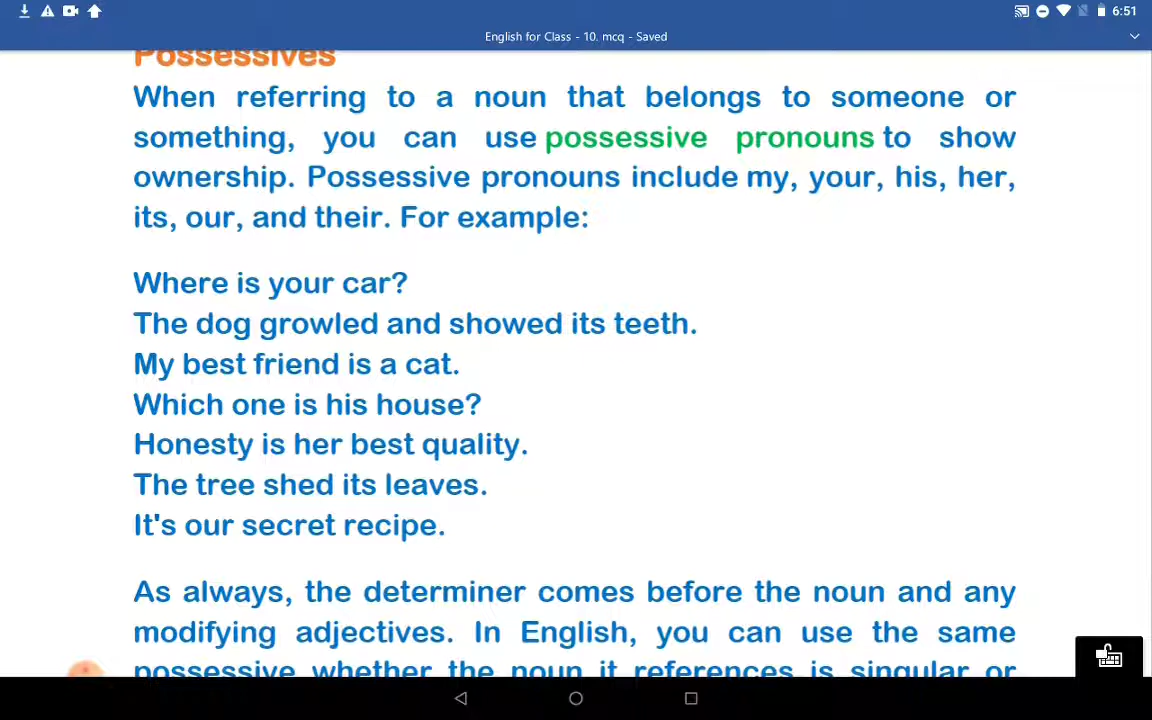 6:51
English for Class - 10. mcq - Saved
Possessives
When referring to a noun that belongs to someone or
something, you can use possessive pronouns to show
ownership. Possessive pronouns include my, your, his, her,
its, our, and their. For example:
Where is your car?
The dog growled and showed its teeth.
My best friend is a cat.
Which one is his house?
Honesty is her best quality.
The tree shed its leaves.
It's our secret recipe.
As always, the determiner comes before the noun and any
modifying adjectives. In English, you can use the same
possessive whether the noun it references is singular or